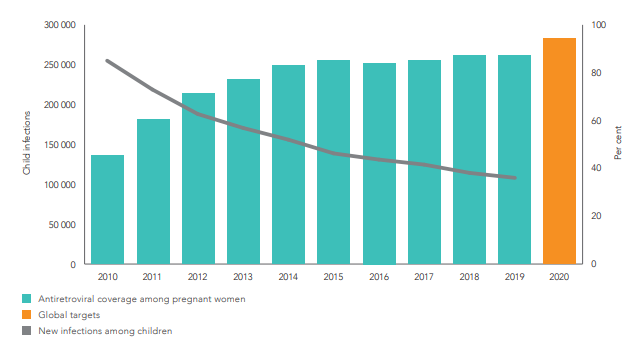 300 000
250 000
200 000
150 000
100 000
50 000
0
Child infections
100
80
60
40
20
0
Per cent
2010 2011 2012 2013 2014 2015 2016 2017 2018 2019 2020
Antiretroviral coverage among pregnant women
Global targets
New infections among children